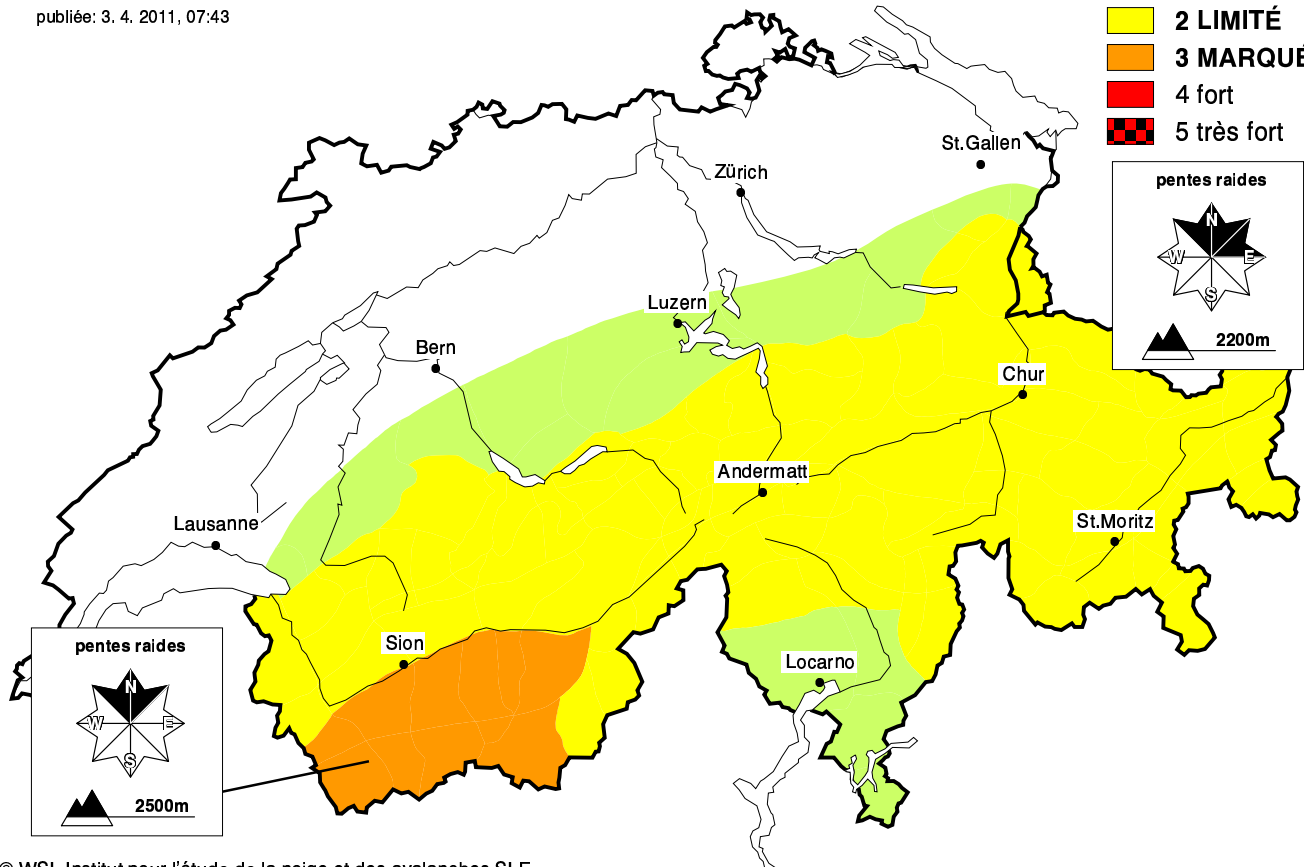 publiée: 3. 4. 2011, 07:43
2 LIMITÉ
3 MARQUÉ
4 fort
5 très fort
pentes raides
N
W
E
S
2200m
St.Gallen
Zürich
Luzern
Bern
Chur
Andermatt
Lausanne
St.Moritz
Sion
Locarno
pentes raides
N
W
E
S
2500m
© WSL Institut pour l'étude de la neige et des avalanches SLF